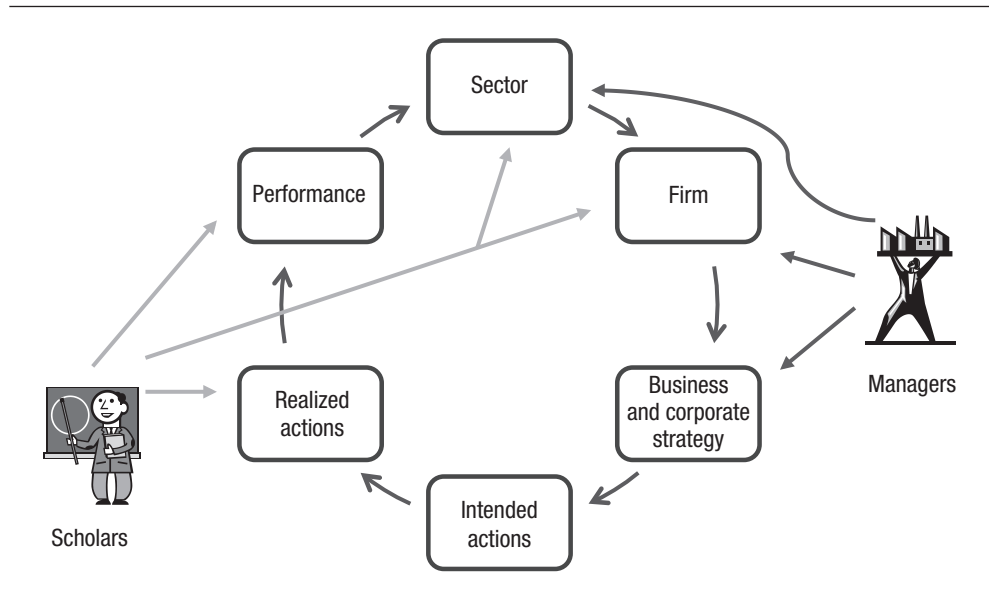 Sector
Performance
Firm
Managers
Business
and corporate
strategy
Realized
actions
Intended
actions
Scholars